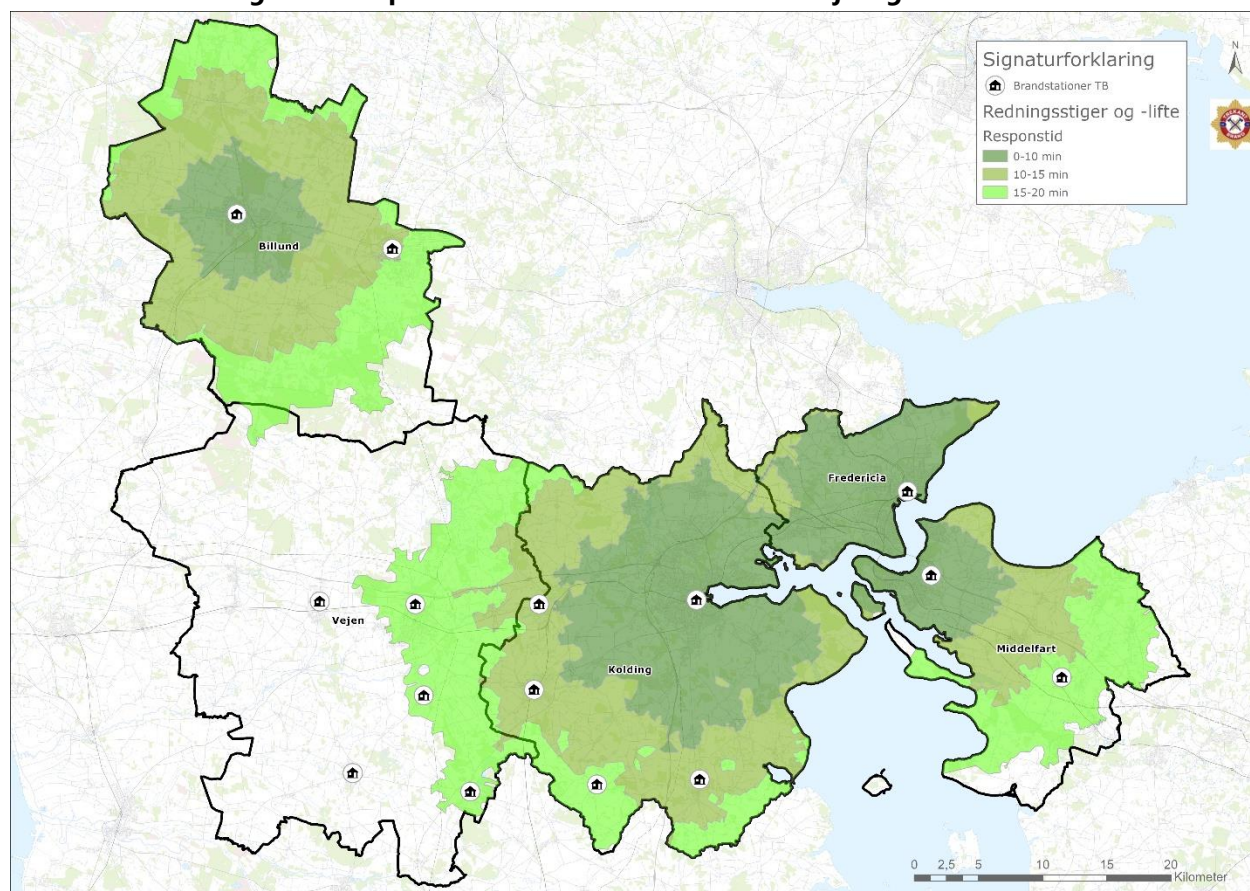 Signaturforklaring
Brandstationer TB
Redningsstiger og -lifte
Responstid
0-10 min
10-15 min
15-20 min
N
Billund
Fredericia
Vejen
Kolding
Middelfart
0 2,5 5 10 15 20
Kilometer